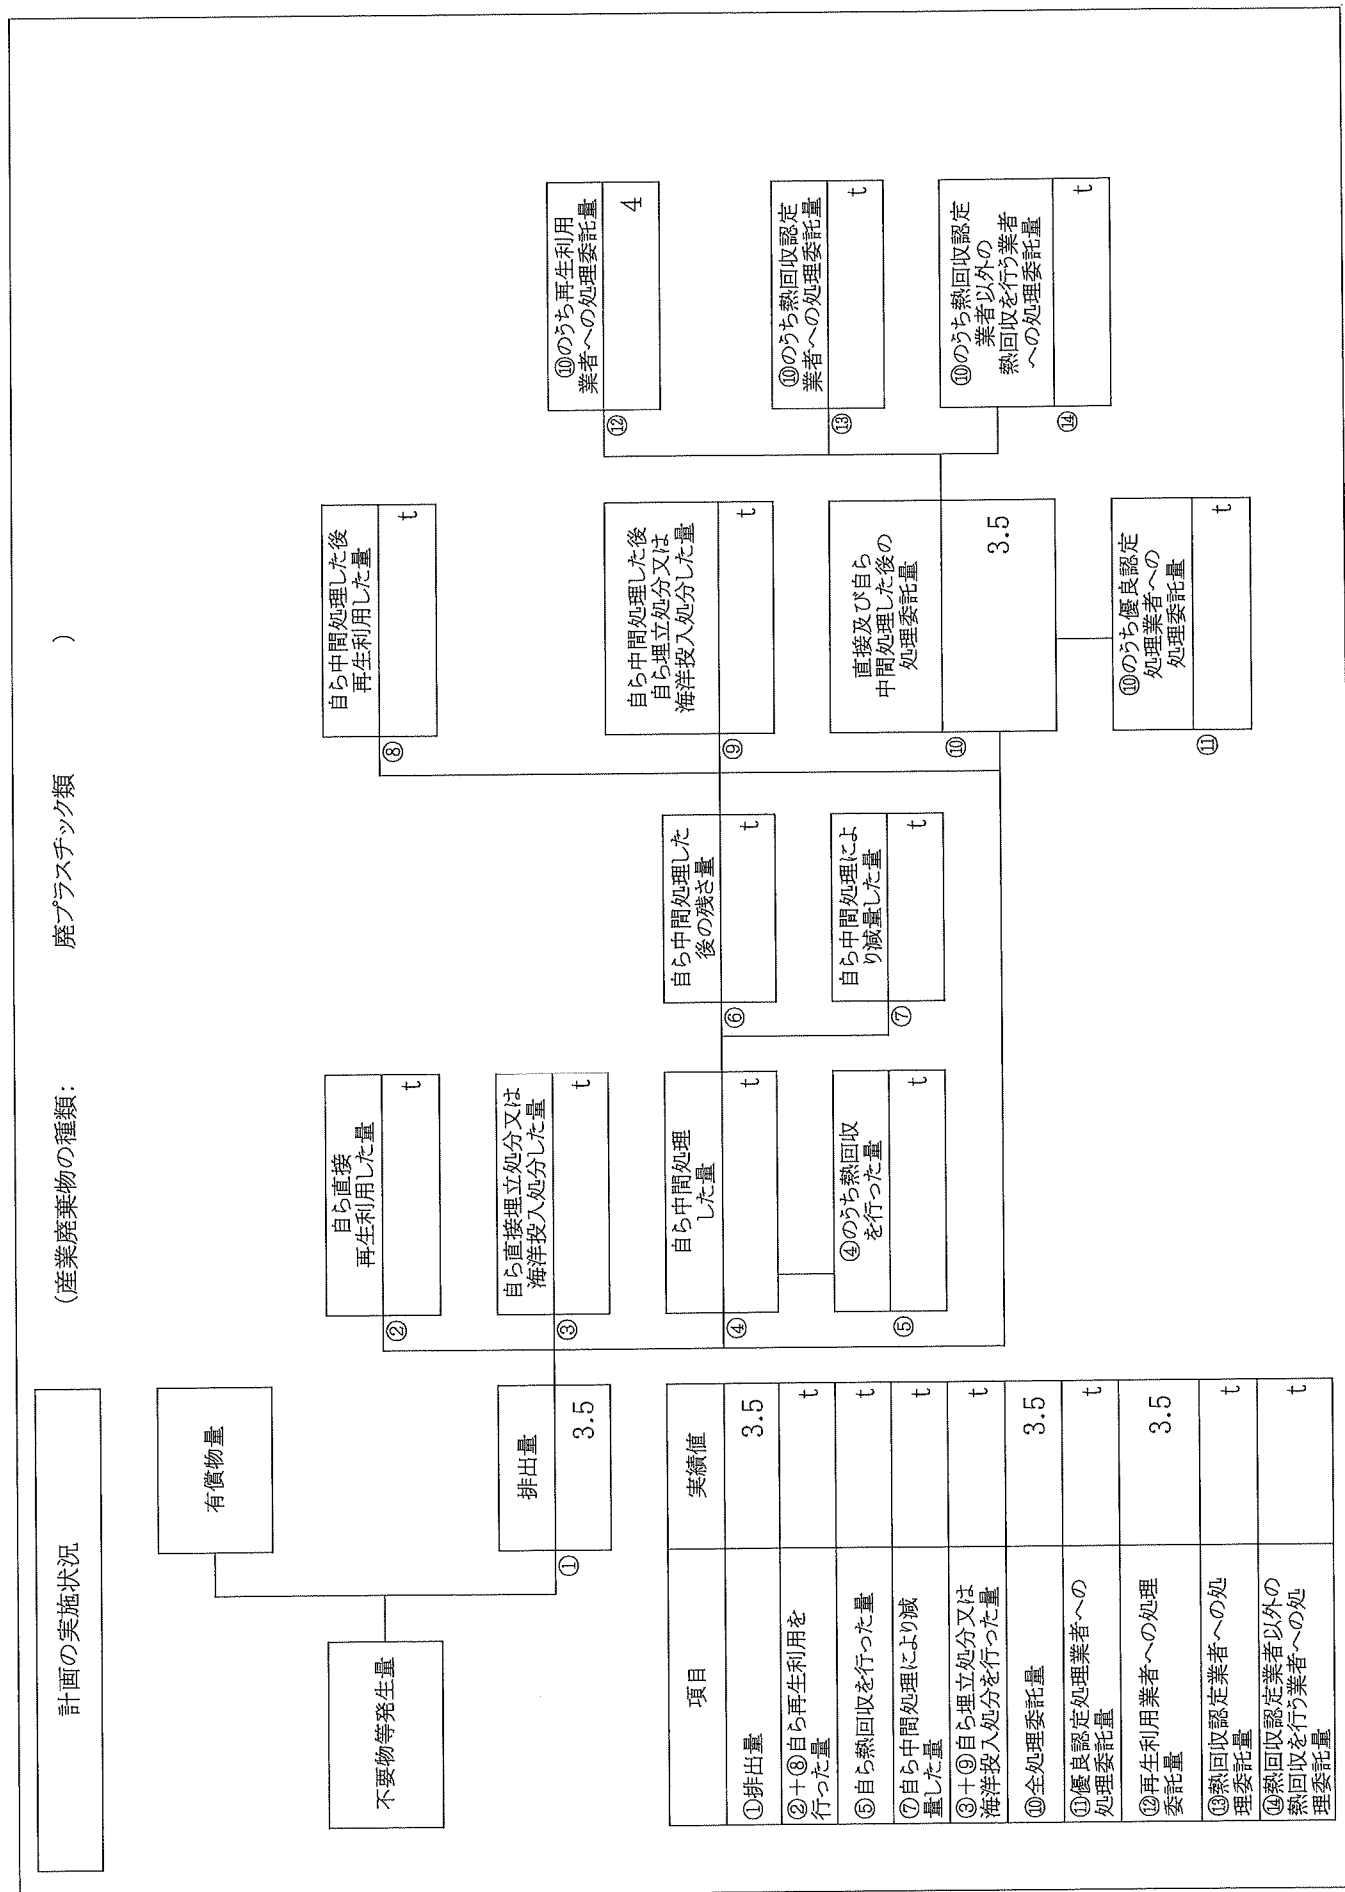 計画の実施状況
(産業廃棄物の種類: 廃プラスチック類 )
有償物量
不要物等発生量
排出量
①
3.5
自ら直接
再生利用した量
②
t
自ら直接埋立処分又は
海洋投入処分した量
③
t
自ら中間処理
した量
④
t
④のうち熱回収
を行った量
⑤
t
自ら中間処理した
後の残さ量
⑥
t
自ら中間処理によ
り減量した量
⑦
t
自ら中間処理した後
再生利用した量
⑧
t
自ら中間処理した後
自ら埋立処分又は
海洋投入処分した量
⑨
t
直接及び自ら
中間処理した後の
処理委託量
⑩
3.5
⑩のうち優良認定
処理業者への
処理委託量
⑪
t
⑩のうち再生利用
業者への処理委託量
⑫
4
⑩のうち熱回収認定
業者への処理委託量
⑬
t
⑩のうち熱回収認定
業者以外の
熱回収を行う業者
への処理委託量
⑭
t
項目 実績値
①排出量 3.5
②+⑧自ら再生利用を
行った量 t
⑤自ら熱回収を行った量 t
⑦自ら中間処理により減
量した量 t
③+⑨自ら埋立処分又は
海洋投入処分を行った量 t
⑩全処理委託量 3.5
⑪優良認定処理業者への
処理委託量 t
⑫再生利用業者への処理
委託量 3.5
⑬熱回収認定業者への処
理委託量 t
⑭熱回収認定業者以外の
熱回収を行う業者への処
理委託量 t